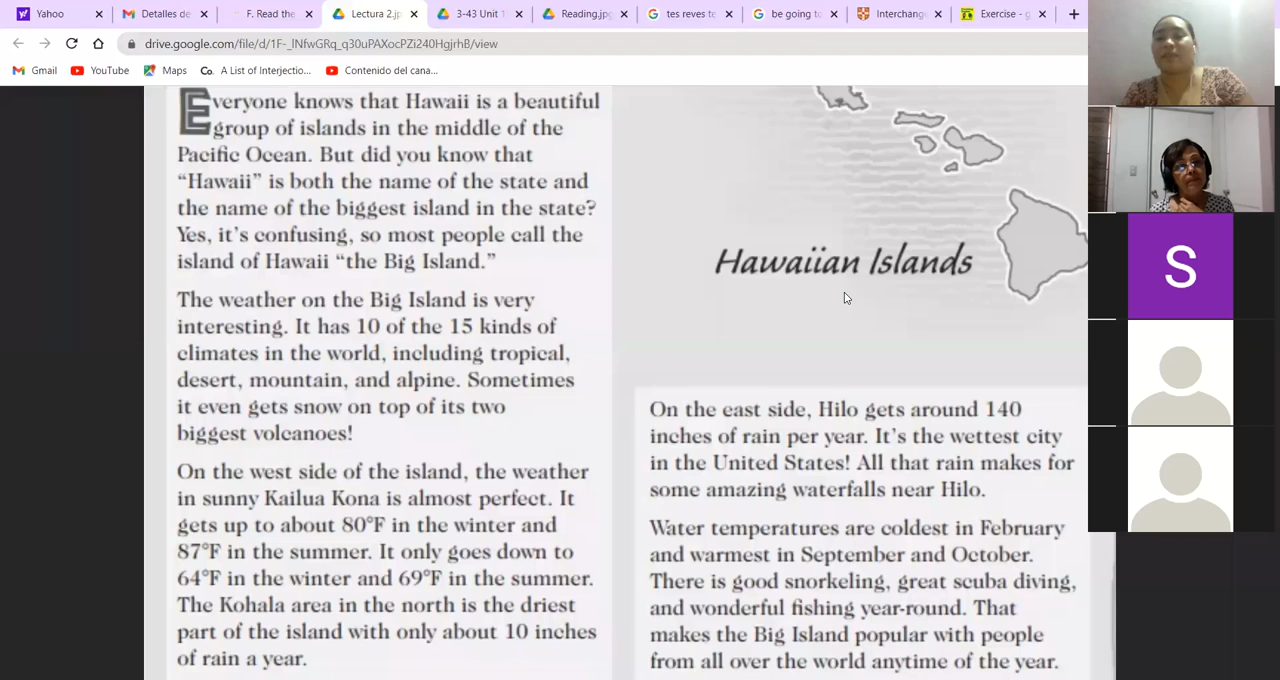 Yahoo
Detalles de
F. Read the
Lectura 2.jp
3-43 Unit 1
Reading.jpg
tes reves te
be going to
Interchang
Exercise - g
drive.google.com/file/d/1F-_lNfwGRq_q30uPAXocPZi240HgjrhB/view
Gmail
YouTube
Maps
Co. A List of Interjectio...
Contenido del cana...
Everyone knows that Hawaii is a beautiful
group of islands in the middle of the
Pacific Ocean. But did you know that
“Hawaii” is both the name of the state and
the name of the biggest island in the state?
Yes, it’s confusing, so most people call the
island of Hawaii “the Big Island.”
The weather on the Big Island is very
interesting. It has 10 of the 15 kinds of
climates in the world, including tropical,
desert, mountain, and alpine. Sometimes
it even gets snow on top of its two
biggest volcanoes!
On the west side of the island, the weather
in sunny Kailua Kona is almost perfect. It
gets up to about 80°F in the winter and
87°F in the summer. It only goes down to
64°F in the winter and 69°F in the summer.
The Kohala area in the north is the driest
part of the island with only about 10 inches
of rain a year.
Hawaiian Islands
On the east side, Hilo gets around 140
inches of rain per year. It’s the wettest city
in the United States! All that rain makes for
some amazing waterfalls near Hilo.
Water temperatures are coldest in February
and warmest in September and October.
There is good snorkeling, great scuba diving,
and wonderful fishing year-round. That
makes the Big Island popular with people
from all over the world anytime of the year.
S